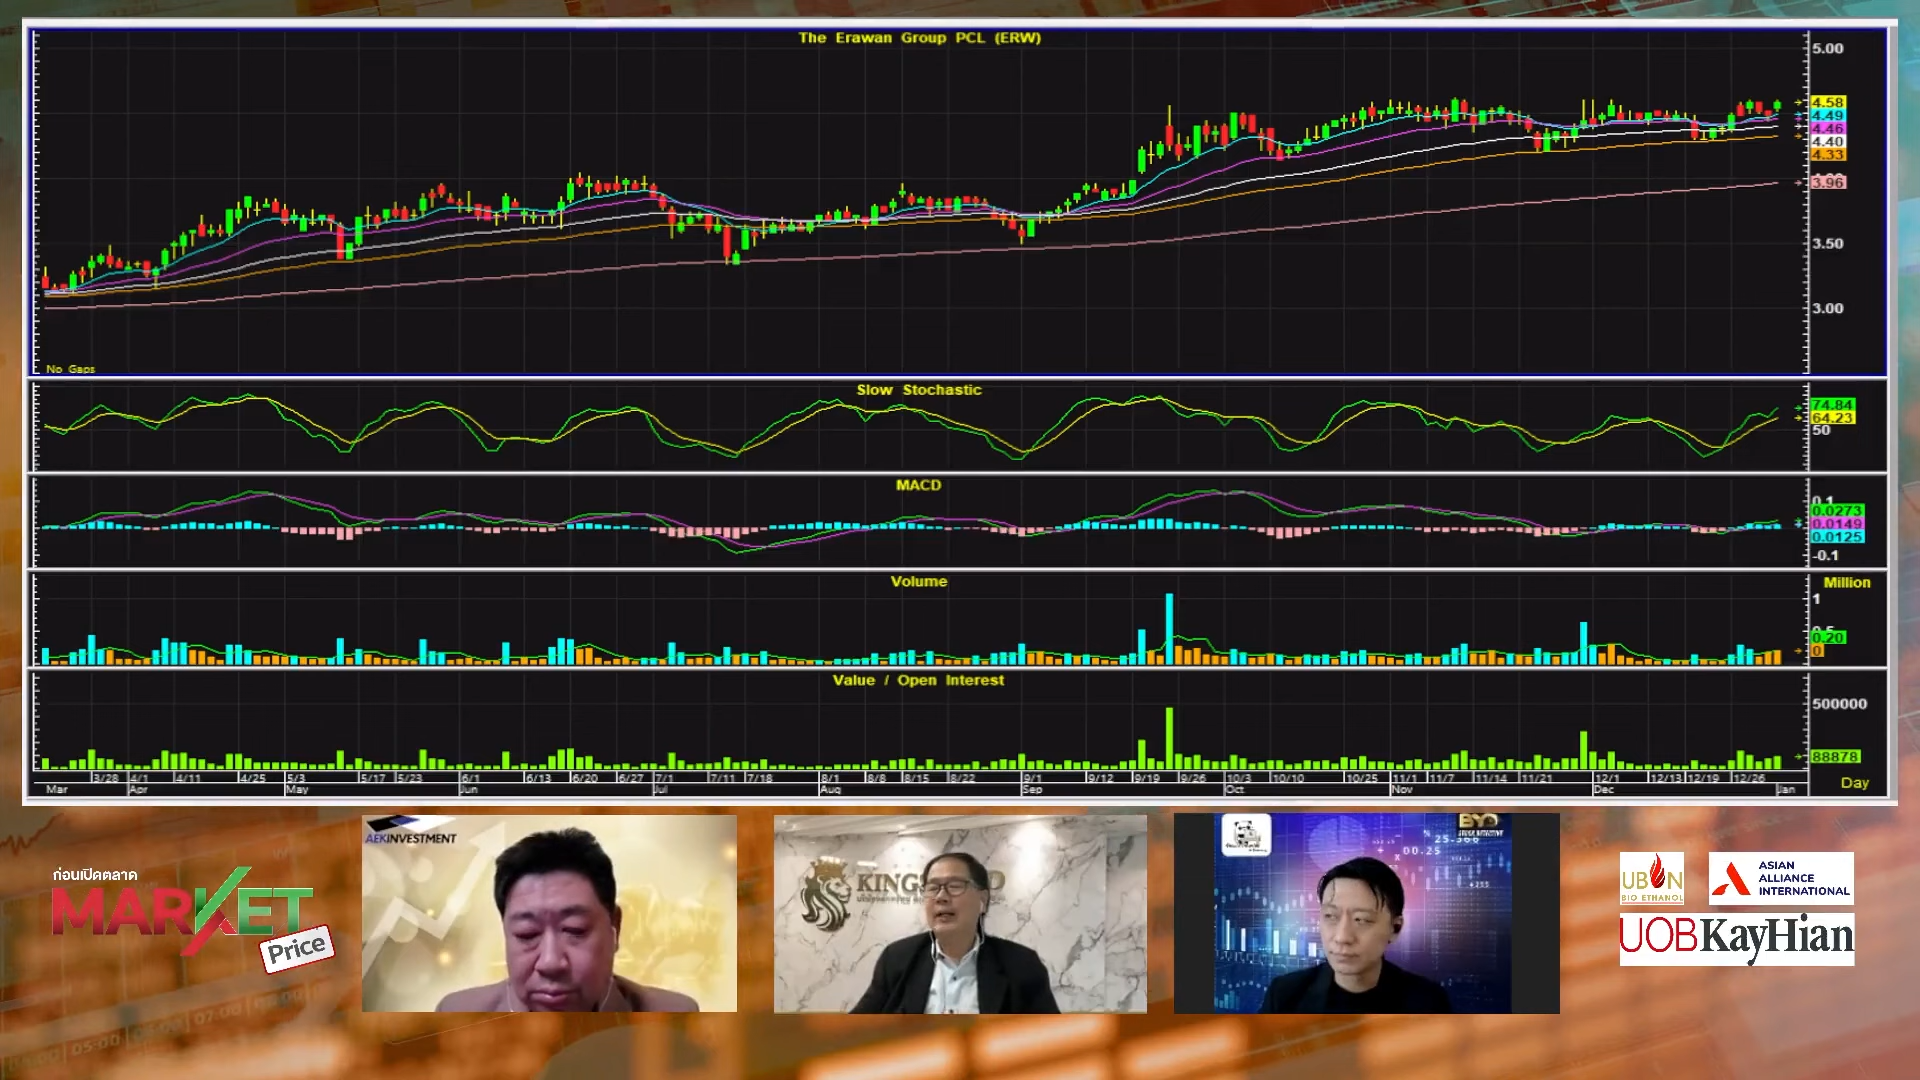 The Erawan Group PCL (ERW)
5.00
4.58
4.49
4.46
4.40
4.33
3.96
3.50
3.00
No Gaps
Slow Stochastic
74.84
64.23
50
MACD
0.1
0.0273
0.0149
0.0125
-0.1
Volume
Million
1
0.5
0.20
0
Value / Open Interest
500000
88878
3/28 4/1 4/11 4/25 5/3 5/17 5/23 6/1 6/13 6/20 6/27 7/1 7/11 7/18 8/1 8/8 8/15 8/22 9/1 9/12 9/19 9/26 10/3 10/10 10/25 11/1 11/7 11/14 11/21 12/1 12/13 12/19 12/26
Mar Apr May Jun Jul Aug Sep Oct Nov Dec Jan
Day
ก่อนเปิดตลาด
MARKET
Price
AEKINVESTMENT
KINGS
BYD
00.25
UBON
BIO ETHANOL
ASIAN
ALLIANCE
INTERNATIONAL
UOBKayHian